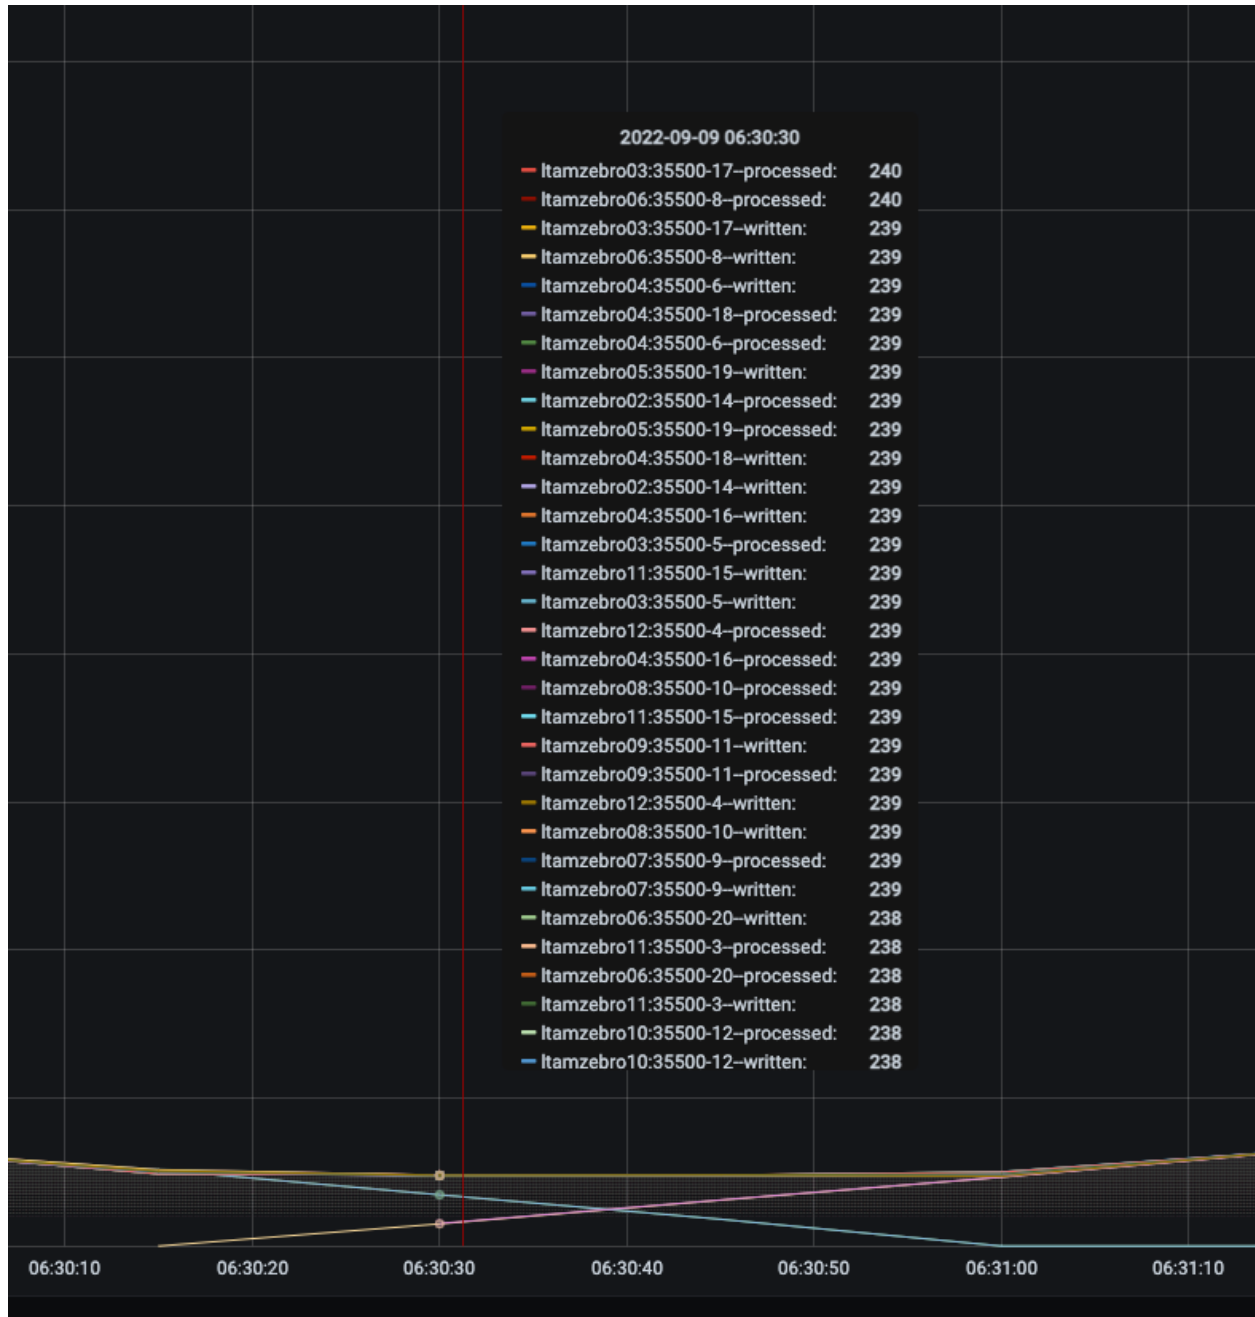 2022-09-09 06:30:30
ltamzebro03:35500-17--processed: 240
ltamzebro06:35500-8--processed: 240
ltamzebro03:35500-17--written: 239
ltamzebro06:35500-8--written: 239
ltamzebro04:35500-6--written: 239
ltamzebro04:35500-18--processed: 239
ltamzebro04:35500-6--processed: 239
ltamzebro05:35500-19--written: 239
ltamzebro02:35500-14--processed: 239
ltamzebro05:35500-19--processed: 239
ltamzebro04:35500-18--written: 239
ltamzebro02:35500-14--written: 239
ltamzebro04:35500-16--written: 239
ltamzebro03:35500-5--processed: 239
ltamzebro11:35500-15--written: 239
ltamzebro03:35500-5--written: 239
ltamzebro12:35500-4--processed: 239
ltamzebro04:35500-16--processed: 239
ltamzebro08:35500-10--processed: 239
ltamzebro11:35500-15--processed: 239
ltamzebro09:35500-11--written: 239
ltamzebro09:35500-11--processed: 239
ltamzebro12:35500-4--written: 239
ltamzebro08:35500-10--written: 239
ltamzebro07:35500-9--processed: 239
ltamzebro07:35500-9--written: 239
ltamzebro06:35500-20--written: 238
ltamzebro11:35500-3--processed: 238
ltamzebro06:35500-20--processed: 238
ltamzebro11:35500-3--written: 238
ltamzebro10:35500-12--processed: 238
ltamzebro10:35500-12--written: 238
06:30:10 06:30:20 06:30:30 06:30:40 06:30:50 06:31:00 06:31:10